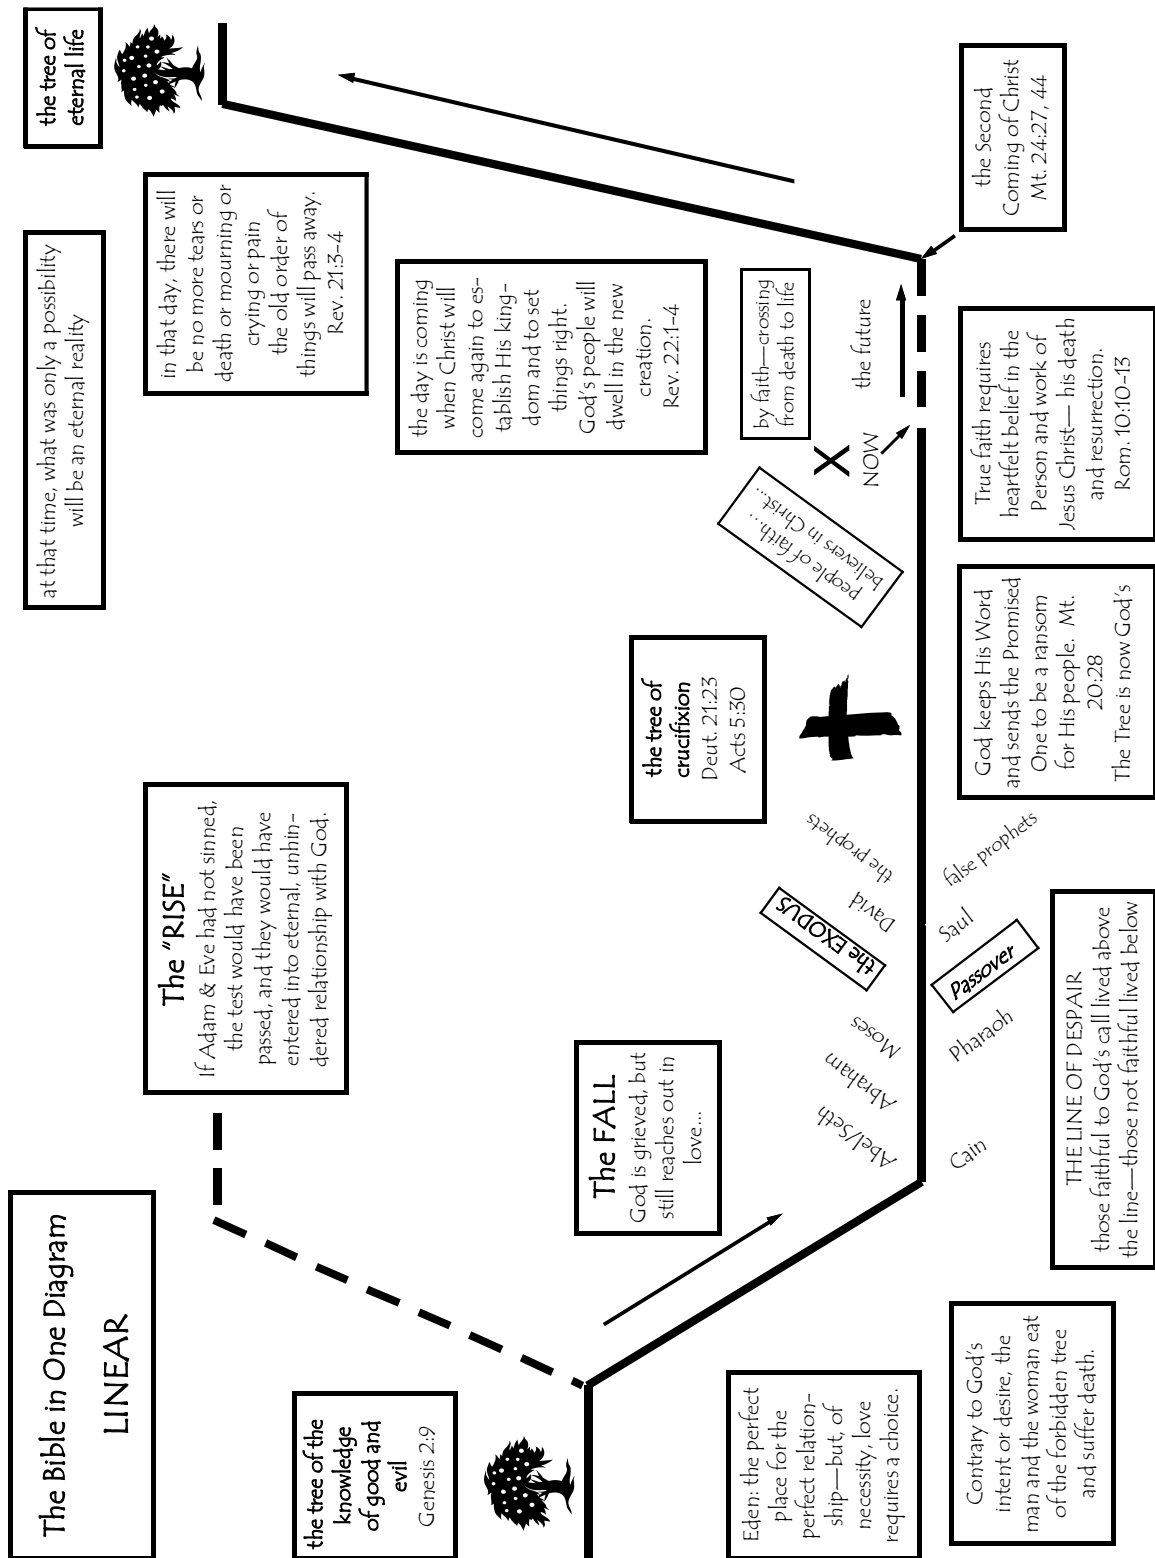 The Bible in One Diagram
LINEAR
the tree of the
knowledge
of good and
evil
Genesis 2:9
Eden: the perfect
place for the
perfect relation-
ship—but, of
necessity, love
requires a choice.
Contrary to God's
intent or desire, the
man and the woman eat
of the forbidden tree
and suffer death.
The "RISE"
If Adam & Eve had not sinned,
the test would have been
passed, and they would have
entered into eternal, unhin-
dered relationship with God.
The FALL
God is grieved, but
still reaches out in
love...
Abel/Seth
Abraham
Moses
the EXODUS
David
the prophets
Cain
Pharaoh
Passover
Saul
false prophets
THE LINE OF DESPAIR
those faithful to God's call lived above
the line—those not faithful lived below
the tree of
crucifixion
Deut. 21:23
Acts 5:30
God keeps His Word
and sends the Promised
One to be a ransom
for His people. Mt.
20:28
The Tree is now God's
people of faith...
believers in Christ...
X
NOW
by faith—crossing
from death to life
the future
True faith requires
heartfelt belief in the
Person and work of
Jesus Christ— his death
and resurrection.
Rom. 10:10-13
the day is coming
when Christ will
come again to es-
tablish His king-
dom and to set
things right.
God's people will
dwell in the new
creation.
Rev. 22:1-4
the Second
Coming of Christ
Mt. 24:27, 44
at that time, what was only a possibility
will be an eternal reality
in that day, there will
be no more tears or
death or mourning or
crying or pain
the old order of
things will pass away.
Rev. 21:3-4
the tree of
eternal life